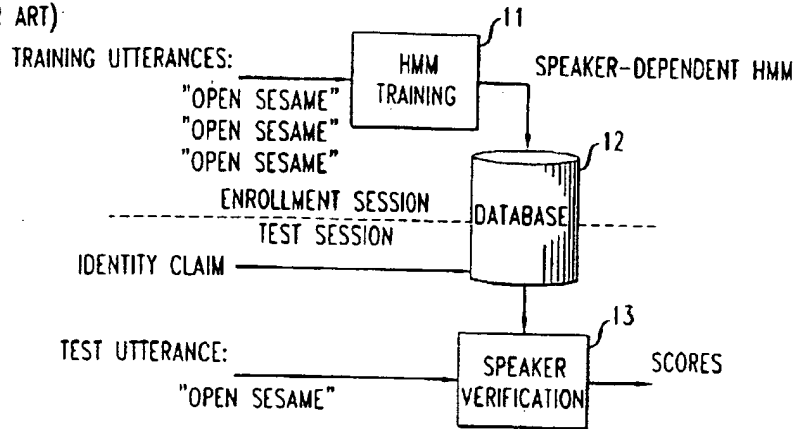 ART)
11
TRAINING UTTERANCES:
HMM
TRAINING
SPEAKER-DEPENDENT HMM
"OPEN SESAME"
"OPEN SESAME"
"OPEN SESAME"
12
ENROLLMENT SESSION
DATABASE
TEST SESSION
IDENTITY CLAIM
13
TEST UTTERANCE:
SPEAKER
VERIFICATION
SCORES
"OPEN SESAME"